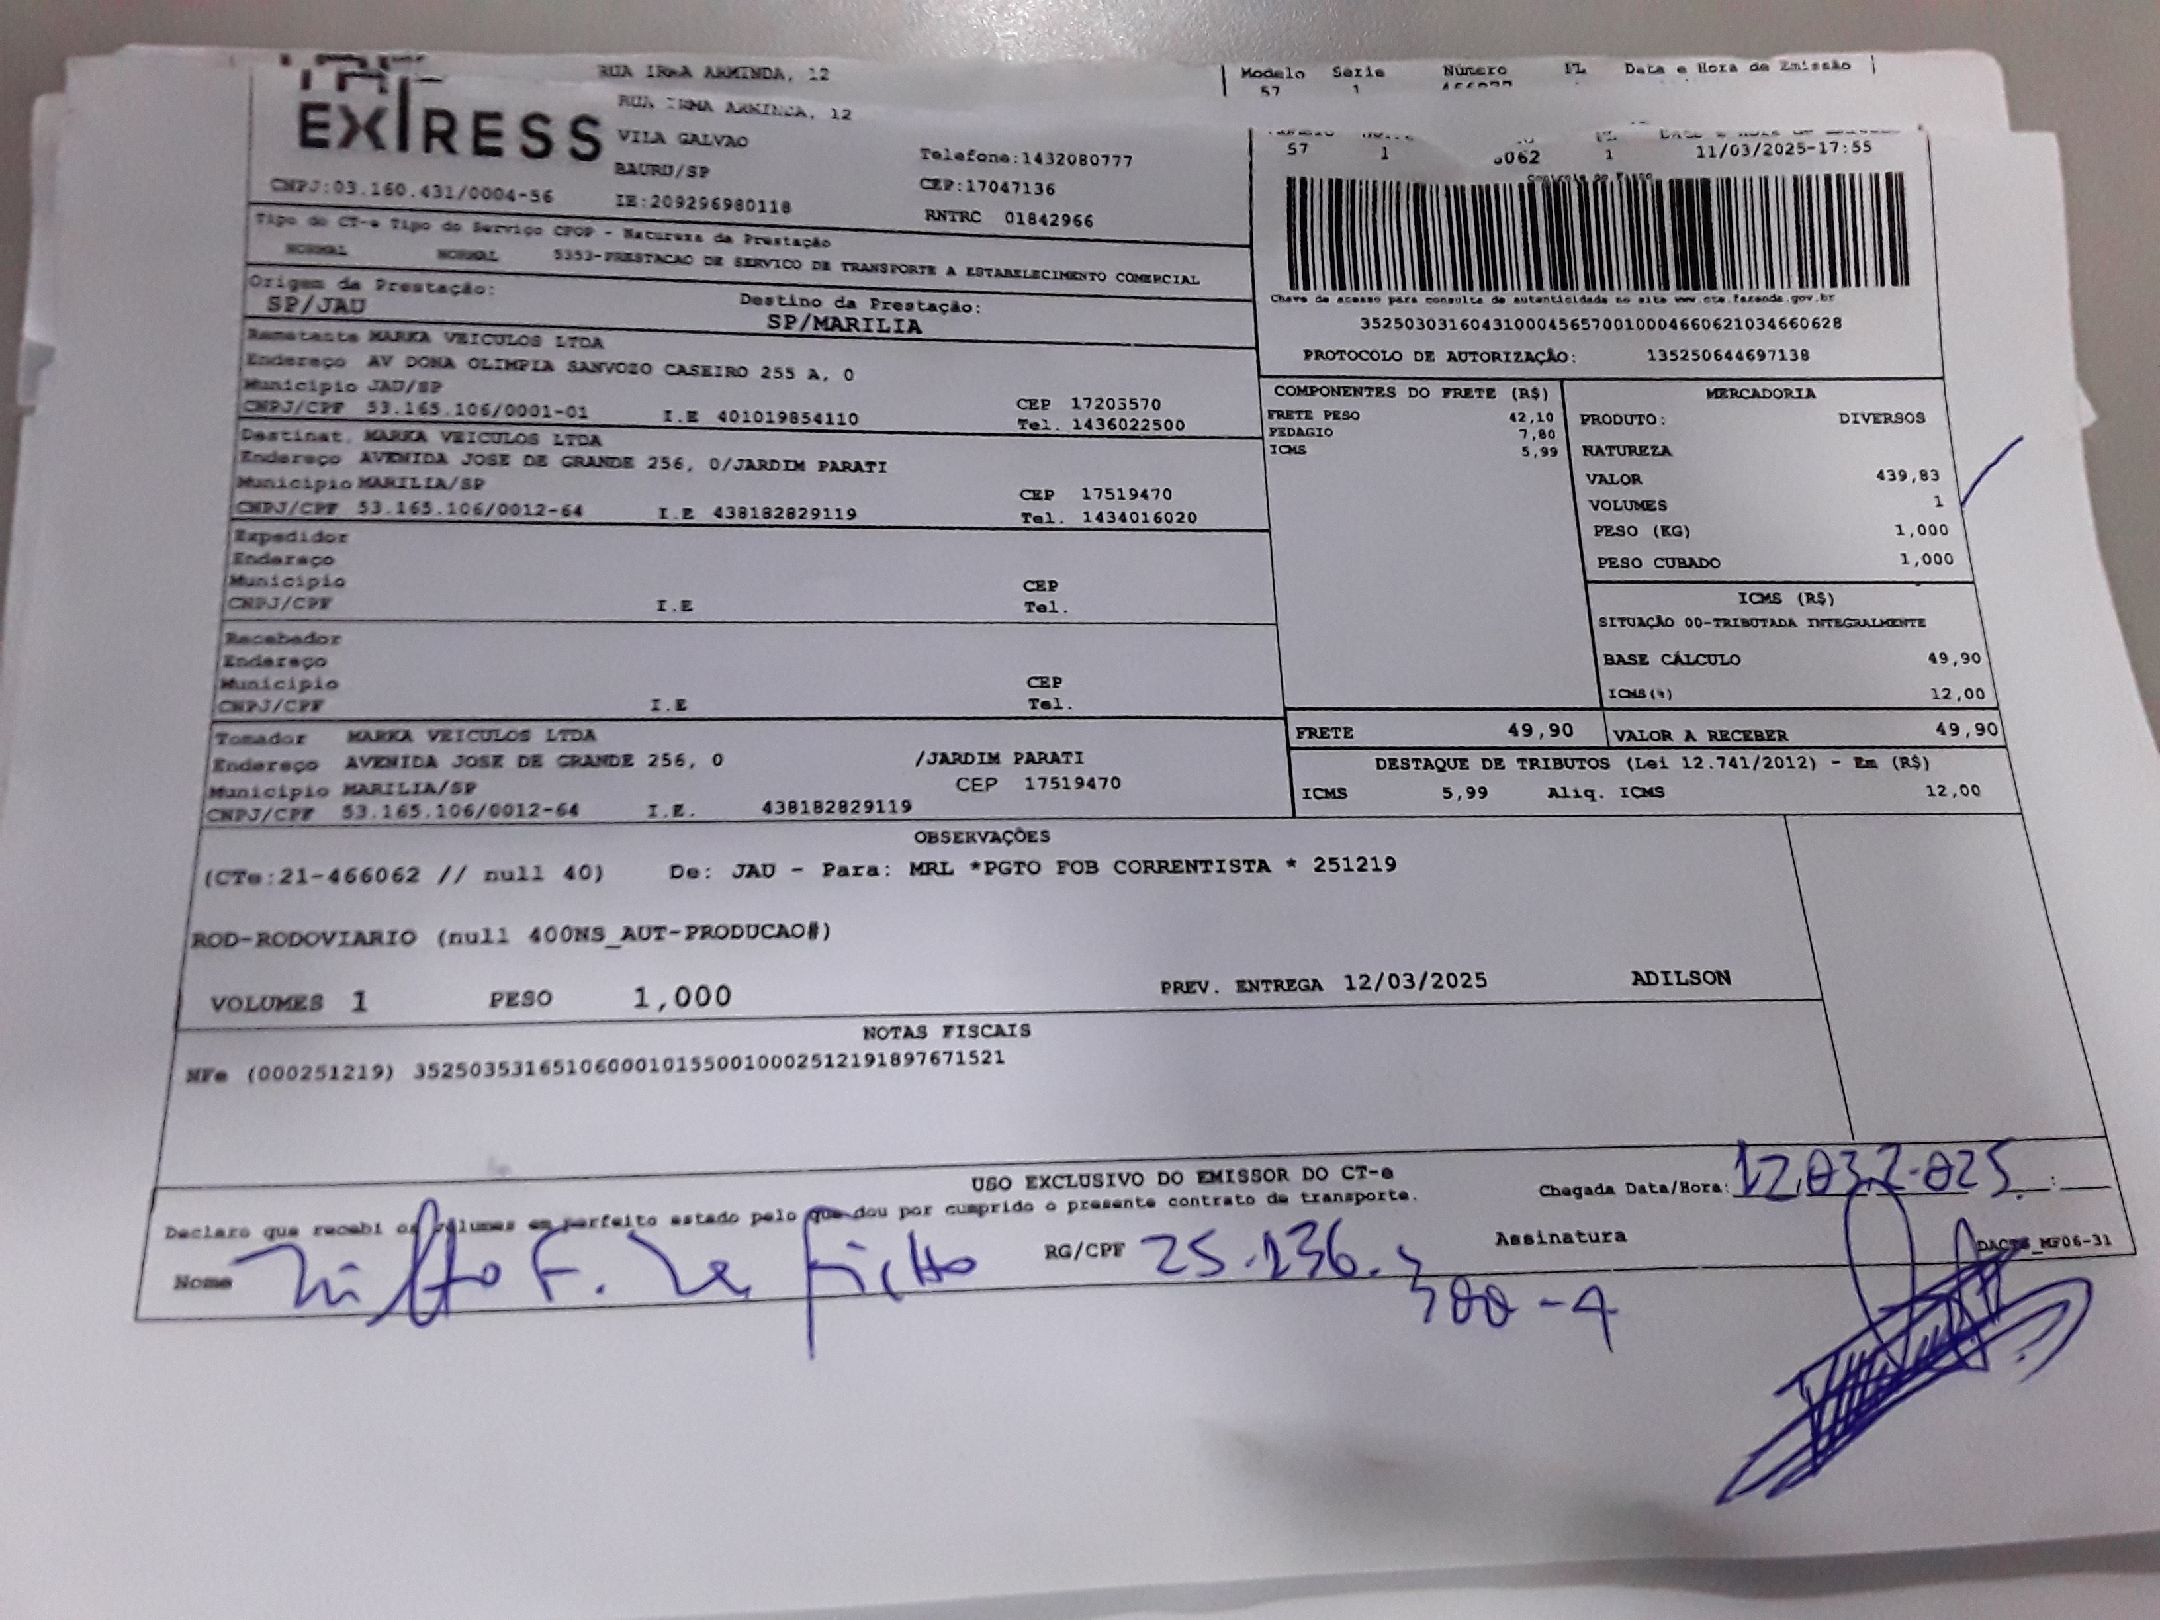 RUA IRMA ARMINDA, 12
Modelo Serie Número FL Data e Hora de Emissão
57 1
EXPRESS
RUA IRMA ARMINDA, 12
VILA GALVAO
BAURU/SP
IE:209296980118
Telefone:1432080777
CEP:17047136
RNTRC 01842966
CNPJ:03.160.431/0004-56
57 1 6062 1 11/03/2025-17:55
Controle do Fisco
Tipo do CT-e Tipo do Serviço CFOP - Natureza da Prestação
NORMAL NORMAL 5353-PRESTACAO DE SERVICO DE TRANSPORTE A ESTABELECIMENTO COMERCIAL
Origem da Prestação: Destino da Prestação:
SP/JAU SP/MARILIA
Chave de acesso para consulta de autenticidade no site www.cte.fazenda.gov.br
35250303160431000456570010004660621034660628
PROTOCOLO DE AUTORIZAÇÃO: 135250644697138
Remetente MARKA VEICULOS LTDA
Endereço AV DONA OLIMPIA SANVOZO CASEIRO 255 A, 0
Município JAU/SP CEP 17203570
CNPJ/CPF 53.165.106/0001-01 I.E 401019854110 Tel. 1436022500
Destinat. MARKA VEICULOS LTDA
Endereço AVENIDA JOSE DE GRANDE 256, 0/JARDIM PARATI
Município MARILIA/SP CEP 17519470
CNPJ/CPF 53.165.106/0012-64 I.E 438182829119 Tel. 1434016020
Expedidor
Endereço
Município CEP
CNPJ/CPF I.E Tel.
Recebedor
Endereço
Município CEP
CNPJ/CPF I.E Tel.
Tomador MARKA VEICULOS LTDA
Endereço AVENIDA JOSE DE GRANDE 256, 0 /JARDIM PARATI
Município MARILIA/SP CEP 17519470
CNPJ/CPF 53.165.106/0012-64 I.E. 438182829119
COMPONENTES DO FRETE (R$)
FRETE PESO 42,10
PEDAGIO 7,80
ICMS 5,99
MERCADORIA
PRODUTO: DIVERSOS
NATUREZA
VALOR 439,83
VOLUMES 1
PESO (KG) 1,000
PESO CUBADO 1,000
ICMS (R$)
SITUAÇÃO 00-TRIBUTADA INTEGRALMENTE
BASE CÁLCULO 49,90
ICMS(%) 12,00
FRETE 49,90 VALOR A RECEBER 49,90
DESTAQUE DE TRIBUTOS (Lei 12.741/2012) - Em (R$)
ICMS 5,99 Aliq. ICMS 12,00
OBSERVAÇÕES
(CTe:21-466062 // null 40) De: JAU - Para: MRL *PGTO FOB CORRENTISTA * 251219
ROD-RODOVIARIO (null 400NS_AUT-PRODUCAO#)
VOLUMES 1 PESO 1,000 PREV. ENTREGA 12/03/2025 ADILSON
NOTAS FISCAIS
NFe (000251219) 35250353165106000101550010002512191897671521
USO EXCLUSIVO DO EMISSOR DO CT-e
Declaro que recebi os volumes em perfeito estado pelo que dou por cumprido o presente contrato de transporte.
Chegada Data/Hora: 12.03.2025 :
Nome RG/CPF 25.136.300-4 Assinatura
DACTE_MF06-31